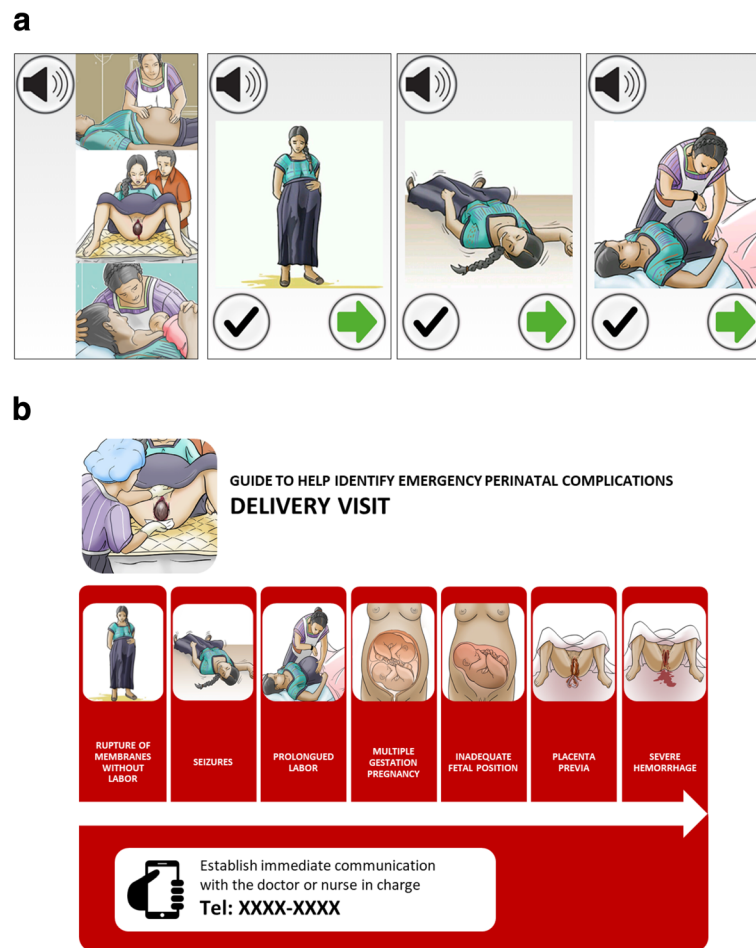 a
b
GUIDE TO HELP IDENTIFY EMERGENCY PERINATAL COMPLICATIONS
DELIVERY VISIT
RUPTURE OF
MEMBRANES
WITHOUT
LABOR
SEIZURES
PROLONGUED
LABOR
MULTIPLE
GESTATION
PREGNANCY
INADEQUATE
FETAL POSITION
PLACENTA
PREVIA
SEVERE
HEMORRHAGE
Establish immediate communication
with the doctor or nurse in charge
Tel: XXXX-XXXX